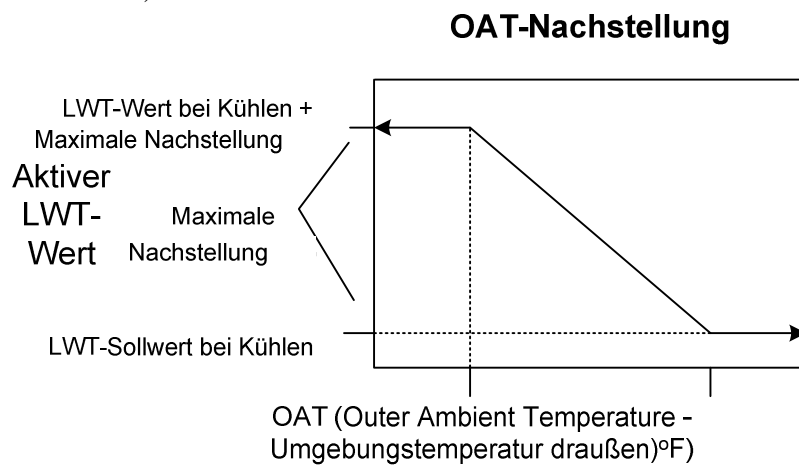 OAT-Nachstellung
LWT-Wert bei Kühlen +
Maximale Nachstellung
Aktiver
LWT-
Wert
Maximale
Nachstellung
LWT-Sollwert bei Kühlen
OAT (Outer Ambient Temperature -
Umgebungstemperatur draußen)ºF)